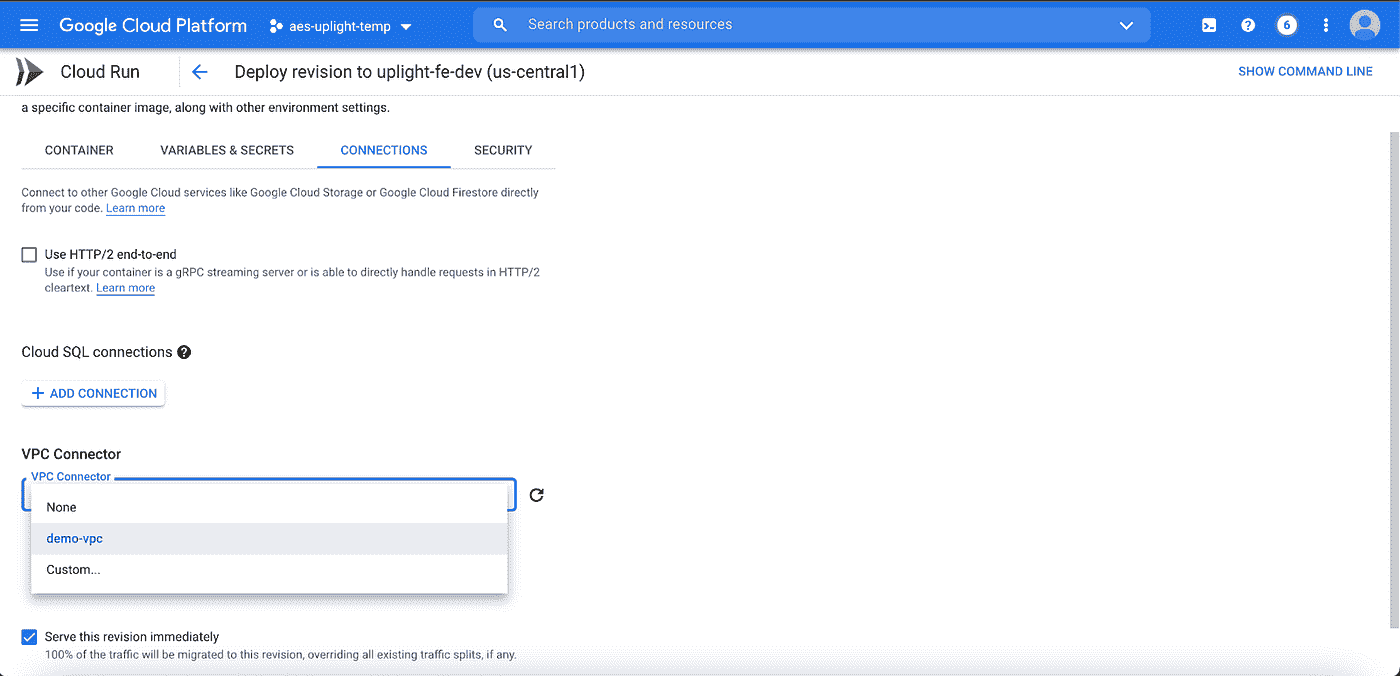 Google Cloud Platform
aes-uplight-temp
Search products and resources
6
Cloud Run
Deploy revision to uplight-fe-dev (us-central1)
SHOW COMMAND LINE
a specific container image, along with other environment settings.
CONTAINER
VARIABLES & SECRETS
CONNECTIONS
SECURITY
Connect to other Google Cloud services like Google Cloud Storage or Google Cloud Firestore directly
from your code. Learn more
Use HTTP/2 end-to-end
Use if your container is a gRPC streaming server or is able to directly handle requests in HTTP/2
cleartext. Learn more
Cloud SQL connections
ADD CONNECTION
VPC Connector
VPC Connector
None
demo-vpc
Custom...
Serve this revision immediately
100% of the traffic will be migrated to this revision, overriding all existing traffic splits, if any.